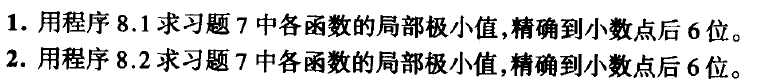 1. 用程序 8.1 求习题 7 中各函数的局部极小值,精确到小数点后 6 位。
2. 用程序 8.2 求习题 7 中各函数的局部极小值,精确到小数点后 6 位。